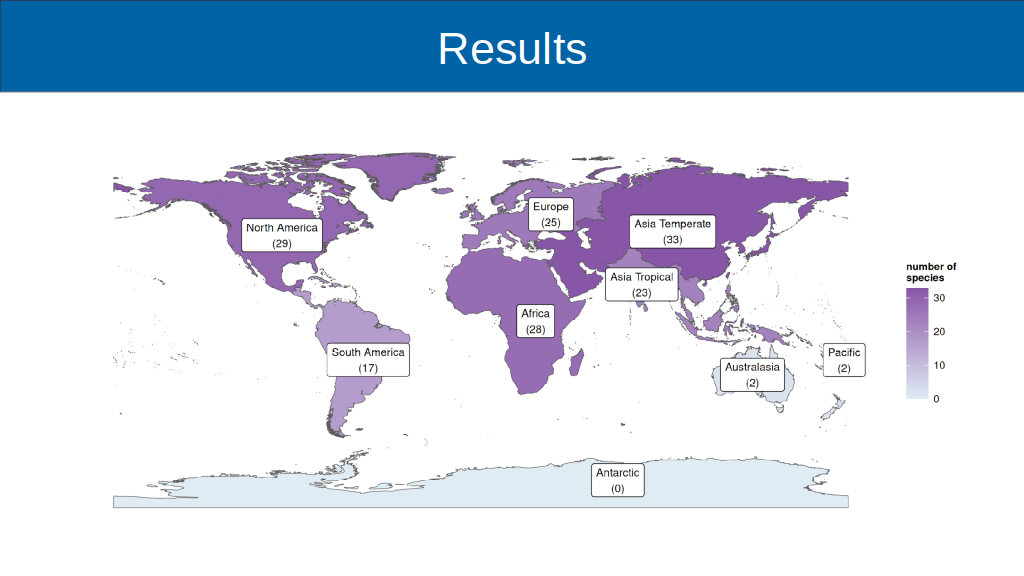 Results
North America
(29)
Europe
(25)
Asia Temperate
(33)
Asia Tropical
(23)
Africa
(28)
South America
(17)
Australasia
(2)
Pacific
(2)
Antarctic
(0)
number of
species
30
20
10
0